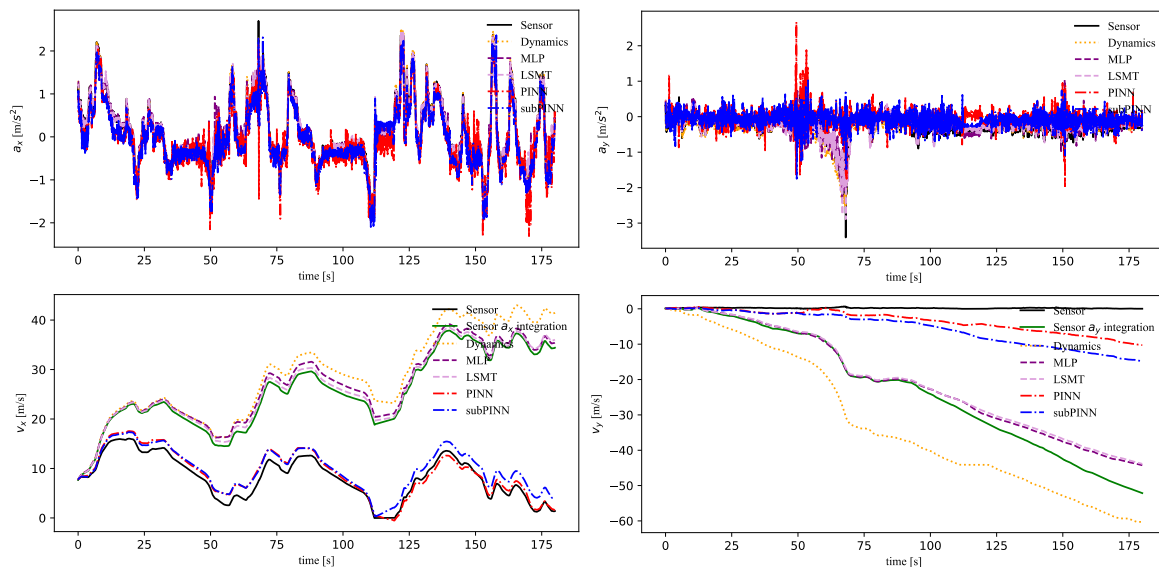 2
1
0
−1
−2
a_x [m/s²]
0
25
50
75
100
125
150
175
time [s]
Sensor
Dynamics
MLP
LSMT
PINN
subPINN
2
1
0
−1
−2
−3
a_y [m/s²]
0
25
50
75
100
125
150
175
time [s]
Sensor
Dynamics
MLP
LSMT
PINN
subPINN
40
30
20
10
0
v_x [m/s]
0
25
50
75
100
125
150
175
time [s]
Sensor
Sensor a_x integration
Dynamics
MLP
LSMT
PINN
subPINN
0
−10
−20
−30
−40
−50
−60
v_y [m/s]
0
25
50
75
100
125
150
175
time [s]
Sensor
Sensor a_y integration
Dynamics
MLP
LSMT
PINN
subPINN